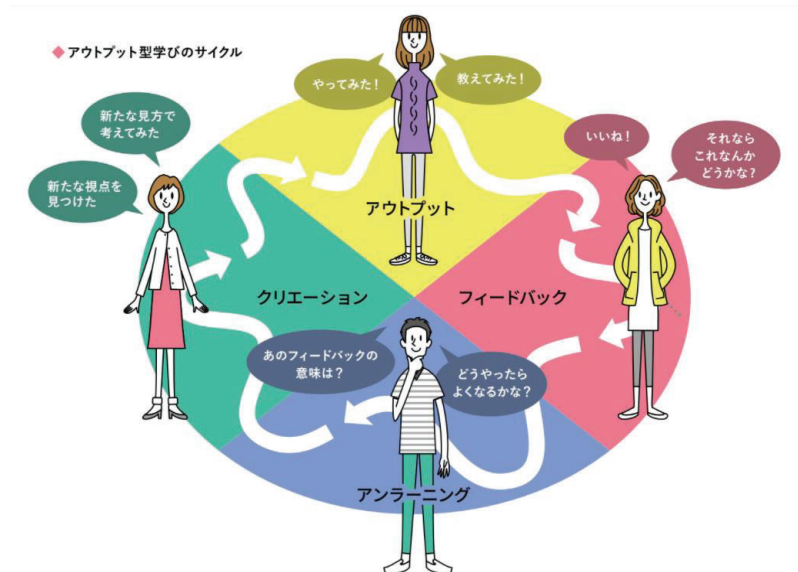 ◆ アウトプット型学びのサイクル
やってみた！
教えてみた！
新たな見方で
考えてみた
新たな視点を
見つけた
いいね！
それなら
これなんか
どうかな？
アウトプット
クリエーション
フィードバック
あのフィードバックの
意味は？
どうやったら
よくなるかな？
アンラーニング